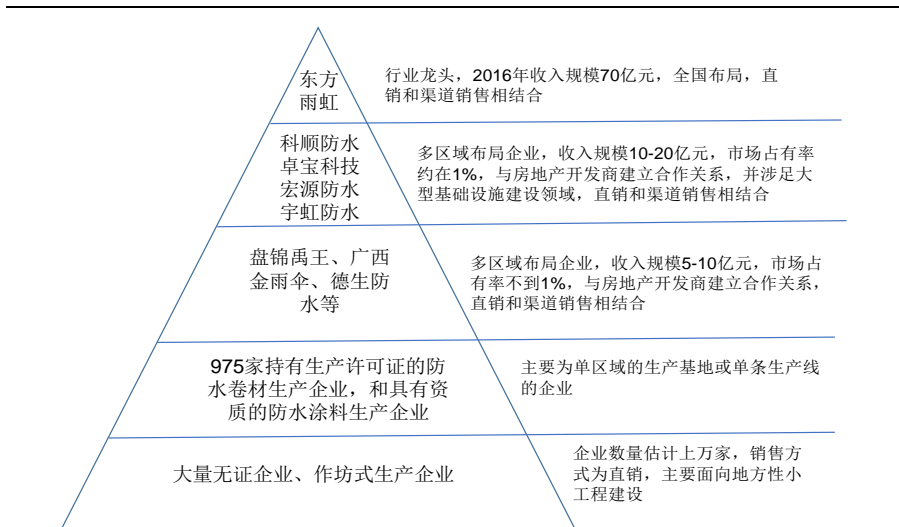 东方
雨虹
行业龙头，2016年收入规模70亿元，全国布局，直
销和渠道销售相结合
科顺防水
卓宝科技
宏源防水
宇虹防水
多区域布局企业，收入规模10-20亿元，市场占有率
约在1%，与房地产开发商建立合作关系，并涉足大
型基础设施建设领域，直销和渠道销售相结合
盘锦禹王、广西
金雨伞、德生防
水等
多区域布局企业，收入规模5-10亿元，市场占
有率不到1%，与房地产开发商建立合作关系，
直销和渠道销售相结合
975家持有生产许可证的防
水卷材生产企业，和具有资
质的防水涂料生产企业
主要为单区域的生产基地或单条生产线
的企业
大量无证企业、作坊式生产企业
企业数量估计上万家，销售方
式为直销，主要面向地方性小
工程建设